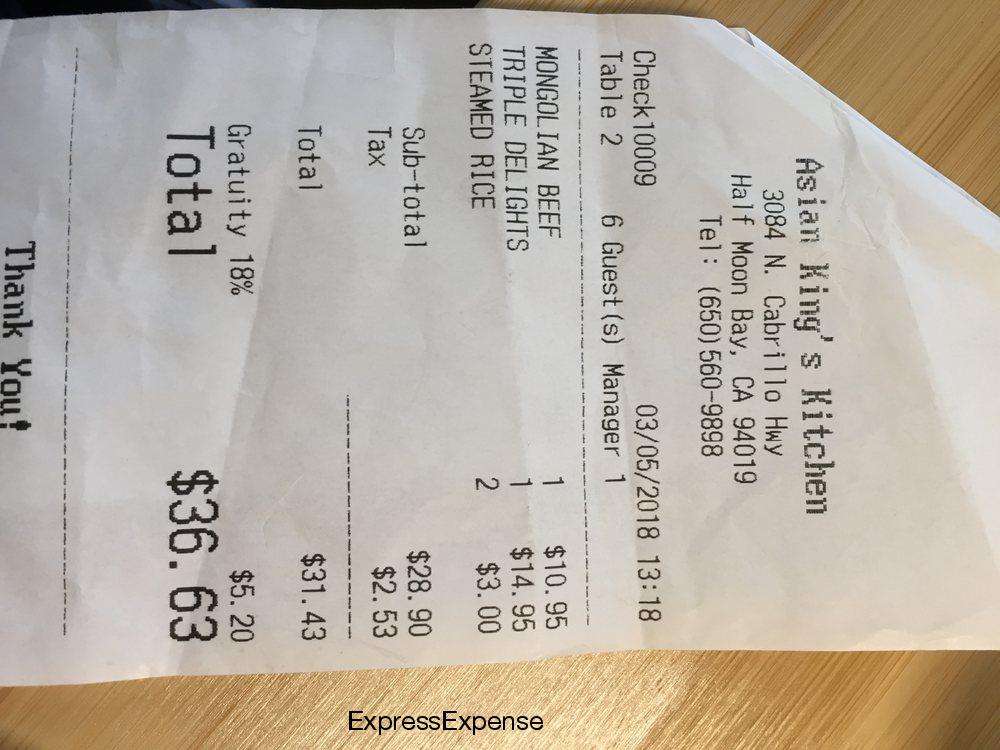 Asian King's Kitchen
3084 N. Cabrillo Hwy
Half Moon Bay, CA 94019
Tel: (650)560-9898
Check10009 03/05/2018 13:18
Table 2 6 Guest(s) Manager 1
MONGOLIAN BEEF 1 $10.95
TRIPLE DELIGHTS 1 $14.95
STEAMED RICE 2 $3.00
Sub-total $28.90
Tax $2.53
Total $31.43
Gratuity 18% $5.20
Total $36.63
Thank You!
ExpressExpense